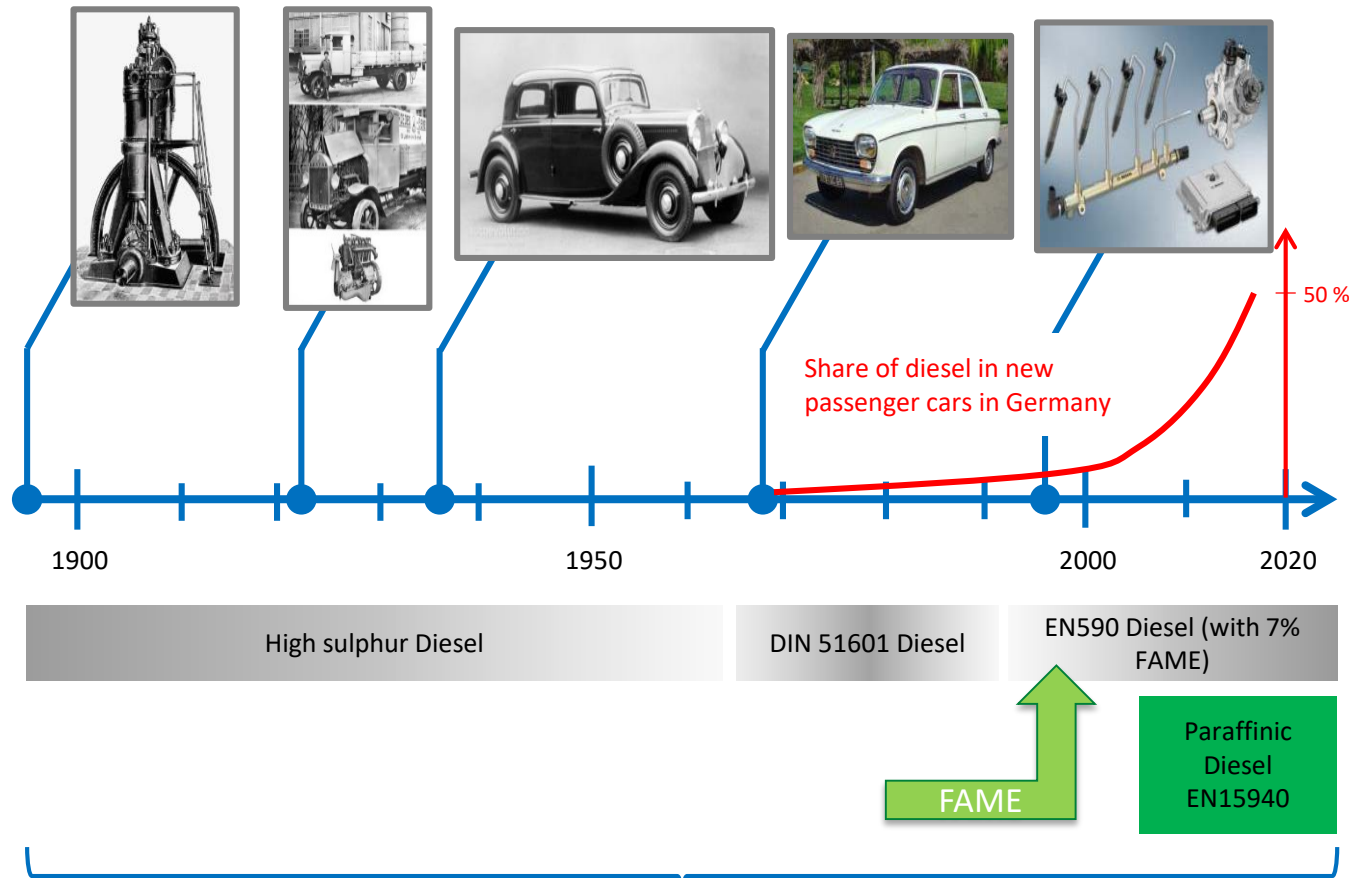 50 %
Share of diesel in new
passenger cars in Germany
1900
1950
2000
2020
High sulphur Diesel
DIN 51601 Diesel
EN590 Diesel (with 7%
FAME)
FAME
Paraffinic
Diesel
EN15940